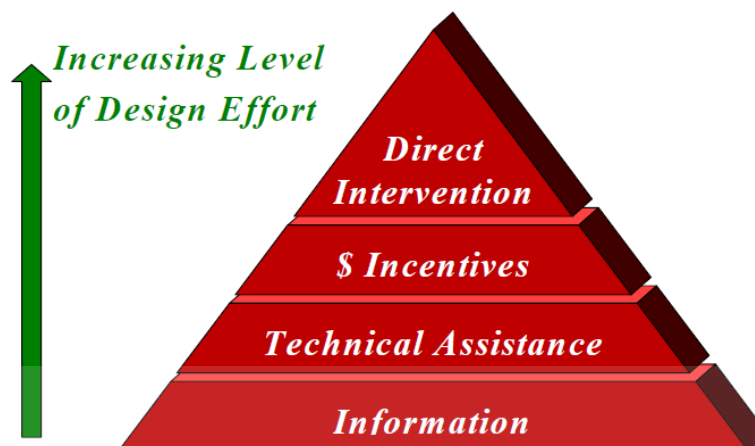 Increasing Level
of Design Effort
Direct
Intervention
$ Incentives
Technical Assistance
Information